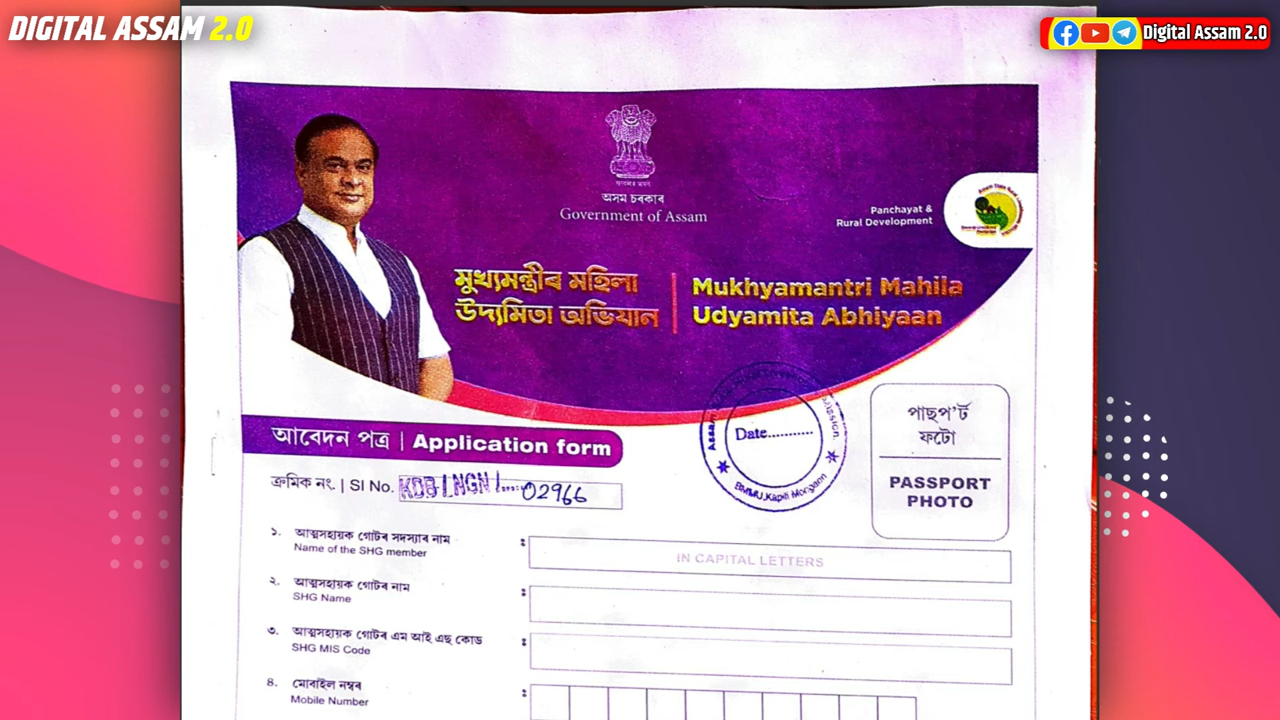 DIGITAL ASSAM 2.0
Digital Assam 2.0
অসম চৰকাৰ
Government of Assam
Panchayat &
Rural Development
মুখ্যমন্ত্ৰীৰ মহিলা
উদ্যমিতা অভিযান
Mukhyamantri Mahila
Udyamita Abhiyaan
আবেদন পত্ৰ | Application form
Date...........
BMMU, Kapili
পাছপ'ৰ্ট
ফটো
PASSPORT
PHOTO
ক্ৰমিক নং. | Sl No. KDB/NGN/......02966
১. আত্মসহায়ক গোটৰ সদস্যাৰ নাম
Name of the SHG member
: IN CAPITAL LETTERS
২. আত্মসহায়ক গোটৰ নাম
SHG Name
:
৩. আত্মসহায়ক গোটৰ এম আই এছ কোড
SHG MIS Code
:
৪. মোবাইল নম্বৰ
Mobile Number
: